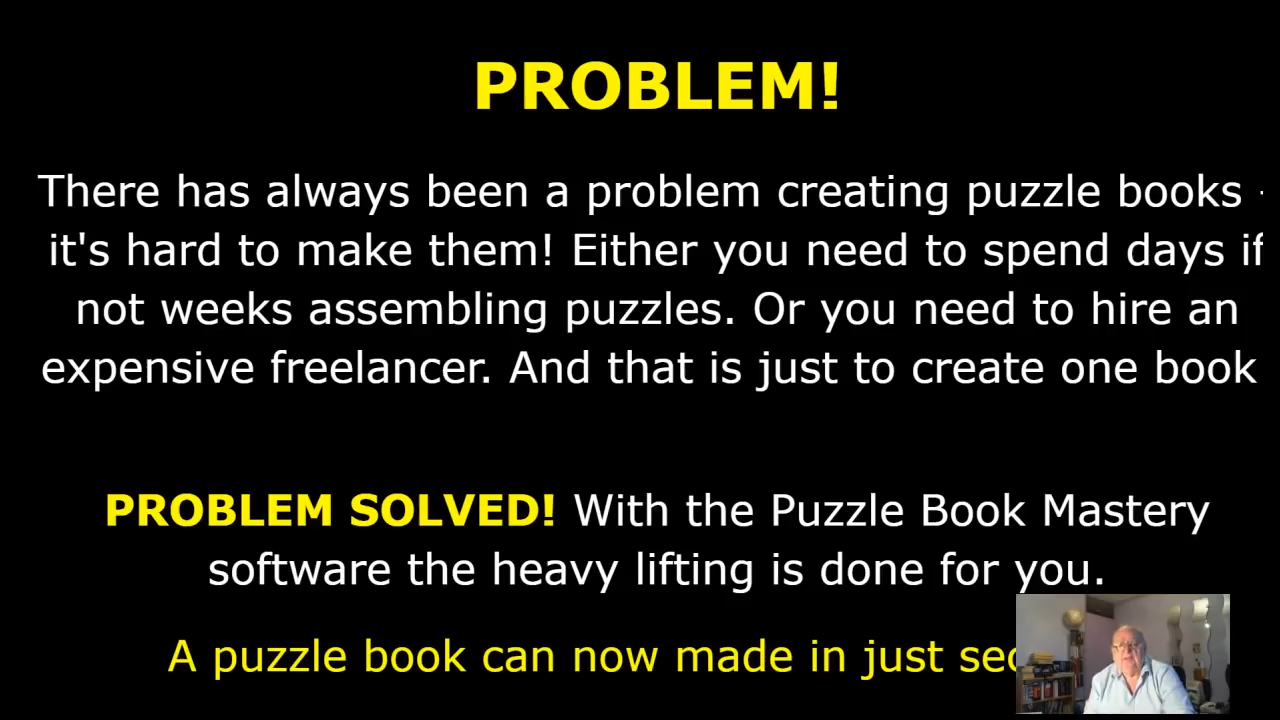 PROBLEM!
There has always been a problem creating puzzle books -
it's hard to make them! Either you need to spend days if
not weeks assembling puzzles. Or you need to hire an
expensive freelancer. And that is just to create one book
PROBLEM SOLVED! With the Puzzle Book Mastery
software the heavy lifting is done for you.
A puzzle book can now made in just